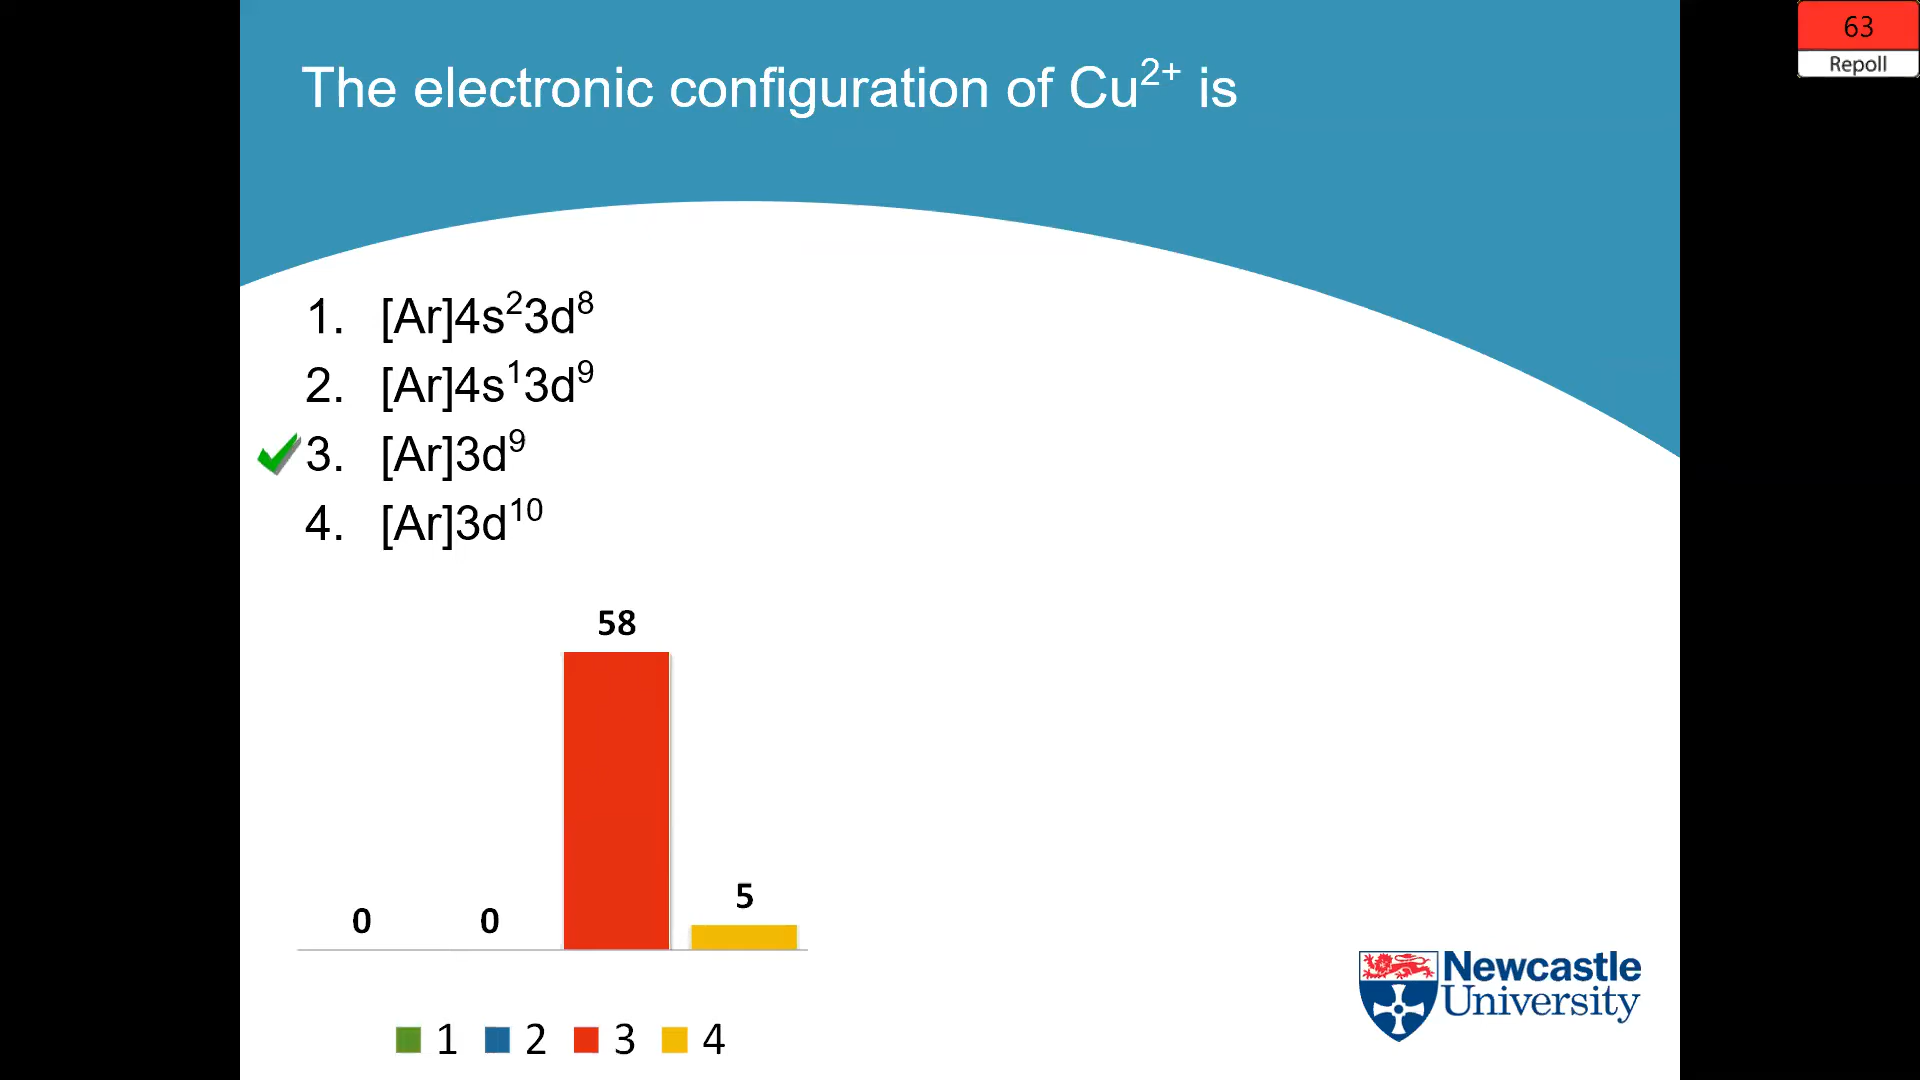 63
Repoll
The electronic configuration of Cu²⁺ is
1. [Ar]4s²3d⁸
2. [Ar]4s¹3d⁹
3. [Ar]3d⁹
4. [Ar]3d¹⁰
58
5
0 0
1 2 3 4
Newcastle
University